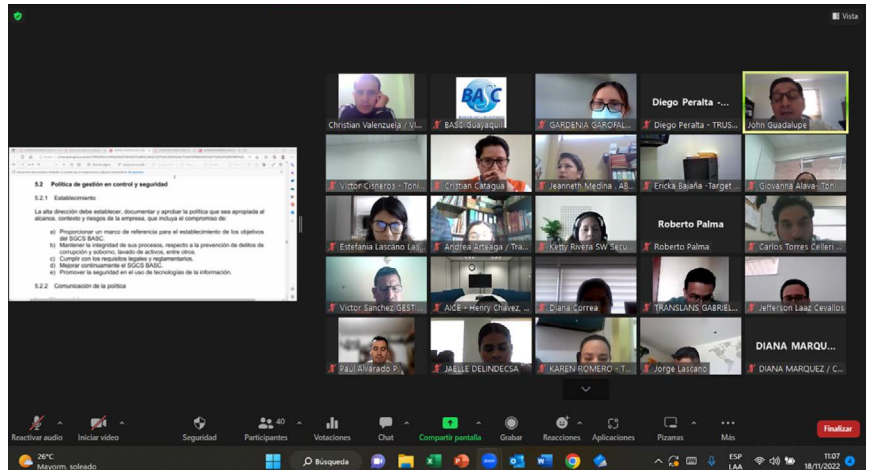 Vista
5.2 Política de gestión en control y seguridad
5.2.1 Establecimiento
La alta dirección debe establecer, documentar y aprobar la política que sea apropiada al
alcance, contexto y riesgos de la empresa, que incluya el compromiso de:
a) Proporcionar un marco de referencia para el establecimiento de los objetivos
del SGCS BASC.
b) Mantener la integridad de sus procesos, respecto a la prevención de delitos de
corrupción y soborno, lavado de activos, entre otros.
c) Cumplir con los requisitos legales y reglamentarios.
d) Mejorar continuamente el SGCS BASC.
e) Promover la seguridad en el uso de tecnologías de la información.
5.2.2 Comunicación de la política
BASC
Diego Peralta -...
Christian Valenzuela / VI...
BASC Guayaquil
GARDENIA GAROFAL...
Diego Peralta - TRUS...
John Guadalupe
Victor Cisneros - Toni...
Cristian Catagua
Jeanneth Medina . AB...
Ericka Bajaña -Target ...
Giovanna Alava- Toni...
Roberto Palma
Estefania Lascano Las...
Andrea Arteaga / Tra...
Ketty Rivera SW Secu...
Roberto Palma
Carlos Torres Celleri ...
Victor Sanchez GESTI...
AICE - Henry Chavez, ...
Diana Correa
TRANSLANS GABRIEL...
Jefferson Laaz Cevallos
DIANA MARQU...
Paul Alvarado P.
JAELLE DELINDECSA
KAREN ROMERO - T...
Jorge Lascano
DIANA MARQUEZ / C...
40
Reactivar audio
Iniciar video
Seguridad
Participantes
Votaciones
Chat
Compartir pantalla
Grabar
Reacciones
Aplicaciones
Pizarras
Más
Finalizar
26°C
Mayorm. soleado
Búsqueda
ESP
LAA
11:07
18/11/2022